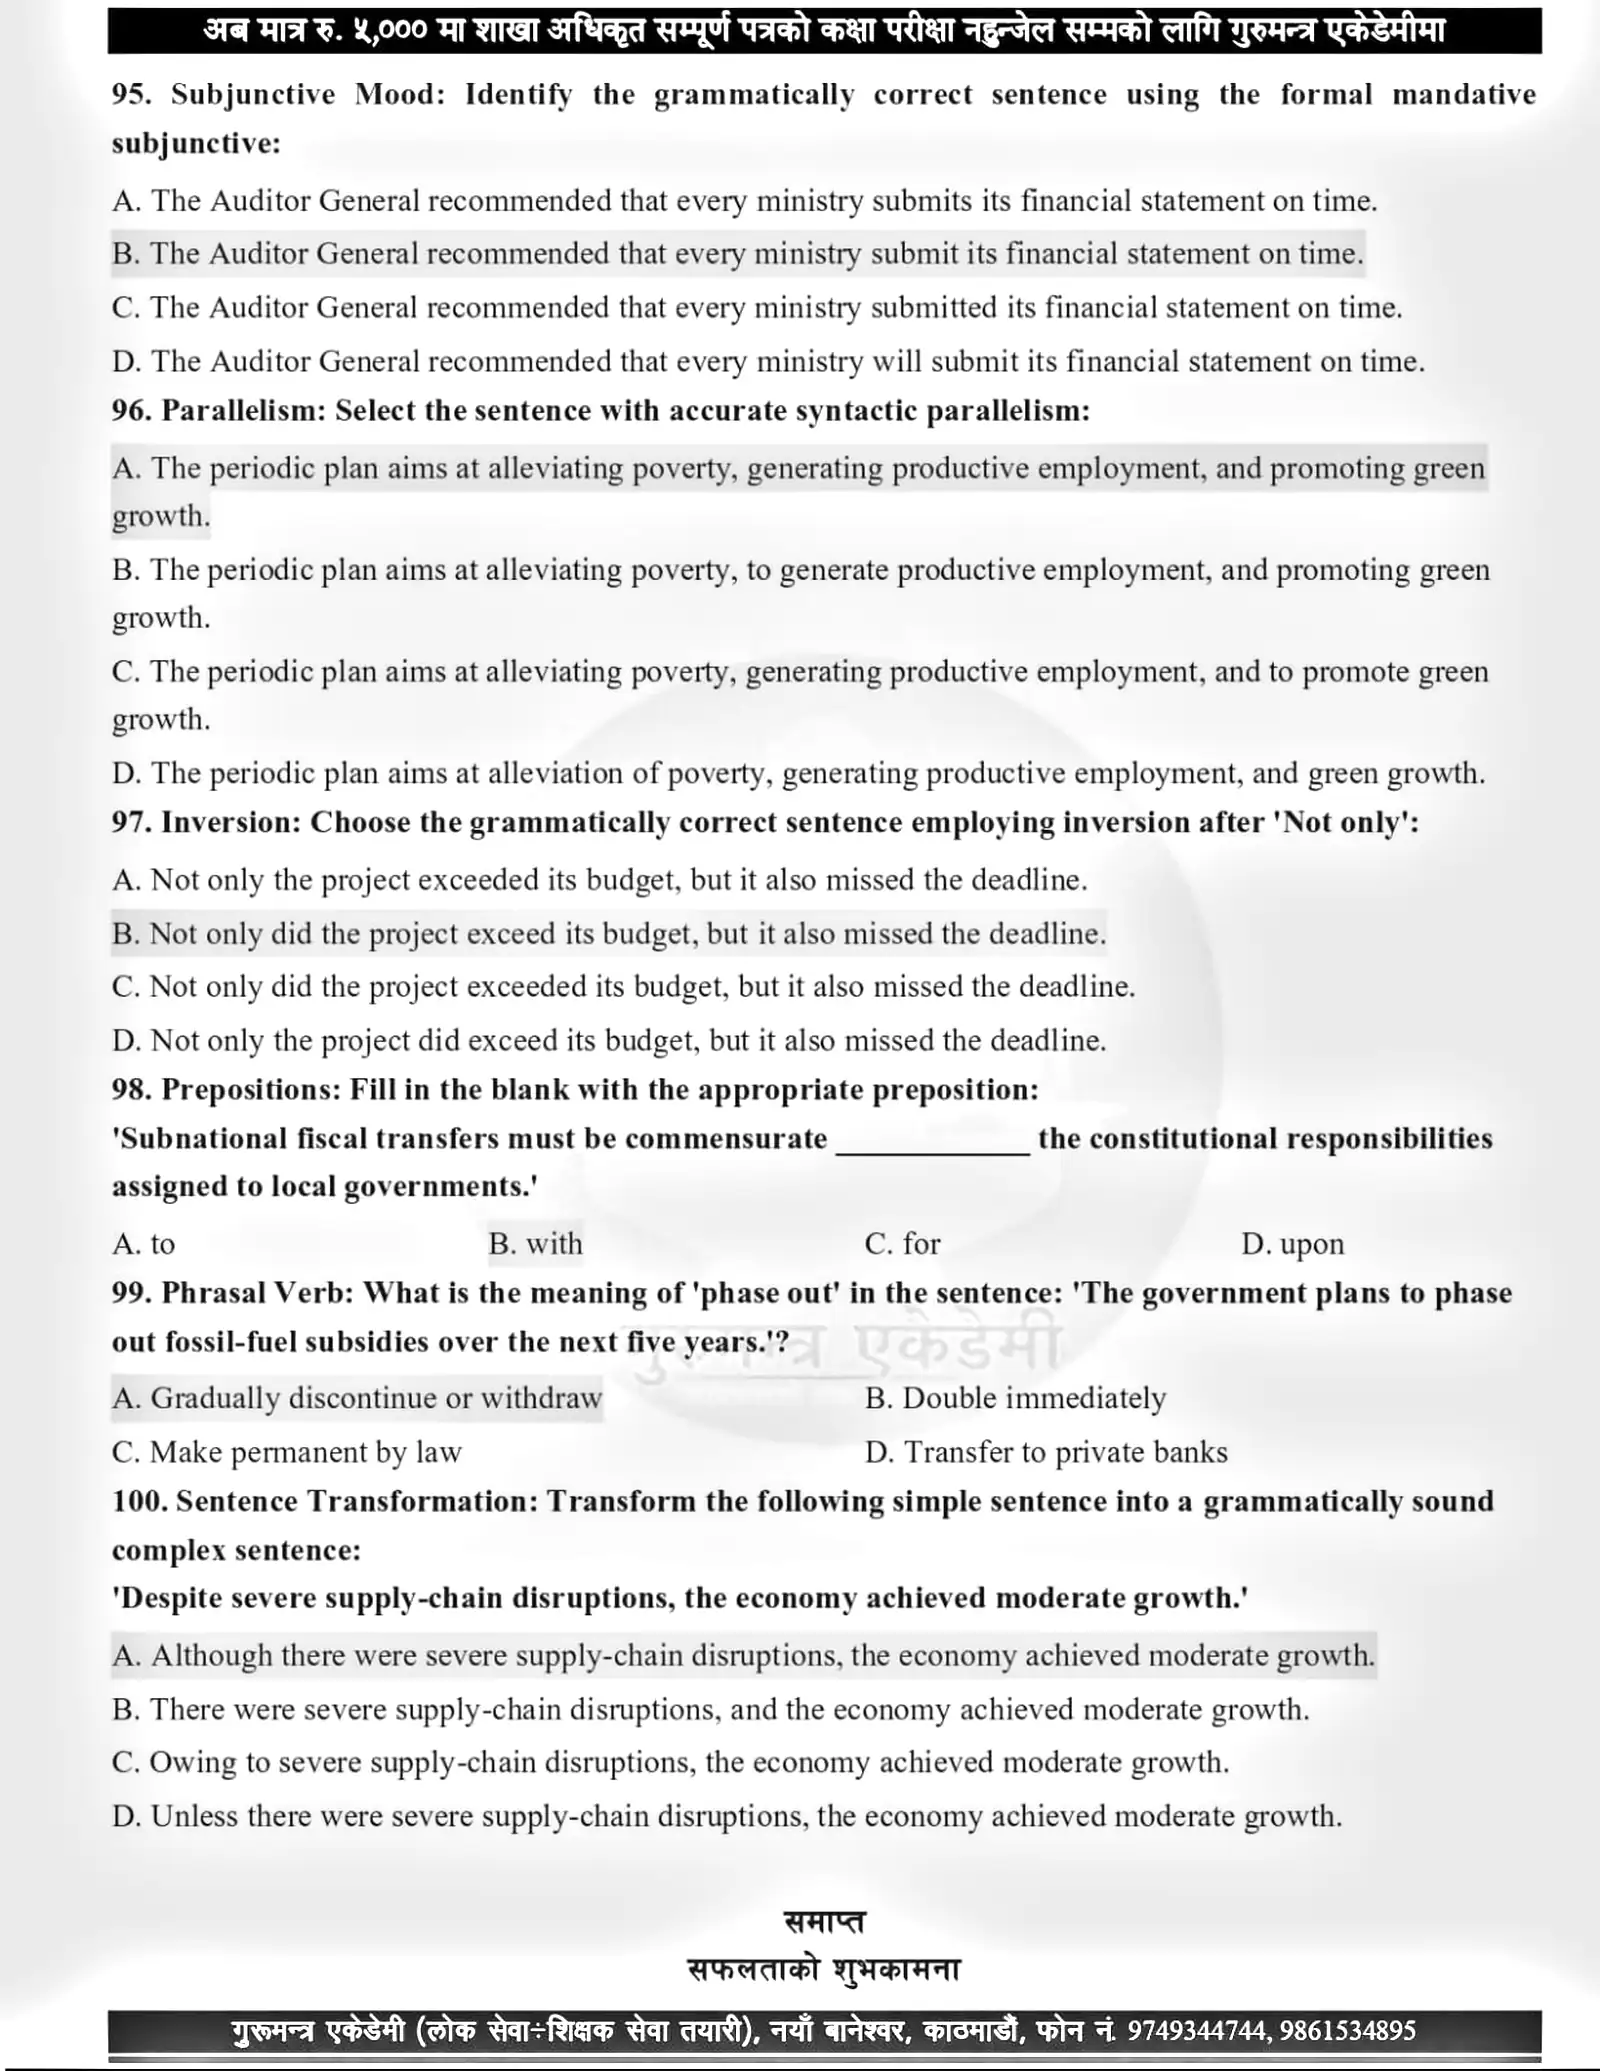 अब मात्र रु. ५,००० मा शाखा अधिकृत सम्पूर्ण पत्रको कक्षा परीक्षा नहुन्जेल सम्मको लागि गुरुमन्त्र एकेडेमीमा
95. Subjunctive Mood: Identify the grammatically correct sentence using the formal mandative
subjunctive:
A. The Auditor General recommended that every ministry submits its financial statement on time.
B. The Auditor General recommended that every ministry submit its financial statement on time.
C. The Auditor General recommended that every ministry submitted its financial statement on time.
D. The Auditor General recommended that every ministry will submit its financial statement on time.
96. Parallelism: Select the sentence with accurate syntactic parallelism:
A. The periodic plan aims at alleviating poverty, generating productive employment, and promoting green
growth.
B. The periodic plan aims at alleviating poverty, to generate productive employment, and promoting green
growth.
C. The periodic plan aims at alleviating poverty, generating productive employment, and to promote green
growth.
D. The periodic plan aims at alleviation of poverty, generating productive employment, and green growth.
97. Inversion: Choose the grammatically correct sentence employing inversion after 'Not only':
A. Not only the project exceeded its budget, but it also missed the deadline.
B. Not only did the project exceed its budget, but it also missed the deadline.
C. Not only did the project exceeded its budget, but it also missed the deadline.
D. Not only the project did exceed its budget, but it also missed the deadline.
98. Prepositions: Fill in the blank with the appropriate preposition:
'Subnational fiscal transfers must be commensurate ____________ the constitutional responsibilities
assigned to local governments.'
A. to B. with C. for D. upon
99. Phrasal Verb: What is the meaning of 'phase out' in the sentence: 'The government plans to phase
out fossil-fuel subsidies over the next five years.'?
गुरुमन्त्र एकेडेमी
A. Gradually discontinue or withdraw B. Double immediately
C. Make permanent by law D. Transfer to private banks
100. Sentence Transformation: Transform the following simple sentence into a grammatically sound
complex sentence:
'Despite severe supply-chain disruptions, the economy achieved moderate growth.'
A. Although there were severe supply-chain disruptions, the economy achieved moderate growth.
B. There were severe supply-chain disruptions, and the economy achieved moderate growth.
C. Owing to severe supply-chain disruptions, the economy achieved moderate growth.
D. Unless there were severe supply-chain disruptions, the economy achieved moderate growth.
समाप्त
सफलताको शुभकामना
गुरूमन्त्र एकेडेमी (लोक सेवा÷शिक्षक सेवा तयारी), नयाँ बानेश्वर, काठमाडौं, फोन नं. 9749344744, 9861534895